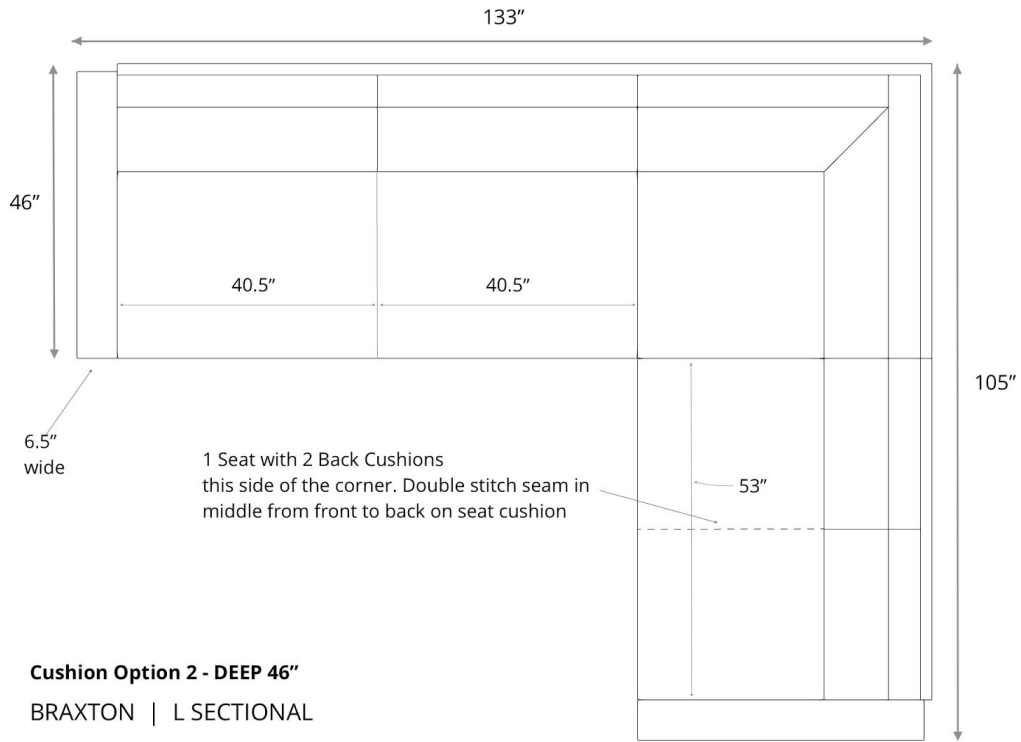 133”
46”
40.5”
40.5”
105”
6.5”
wide
1 Seat with 2 Back Cushions
this side of the corner. Double stitch seam in
middle from front to back on seat cushion
53”
Cushion Option 2 - DEEP 46”
BRAXTON | L SECTIONAL